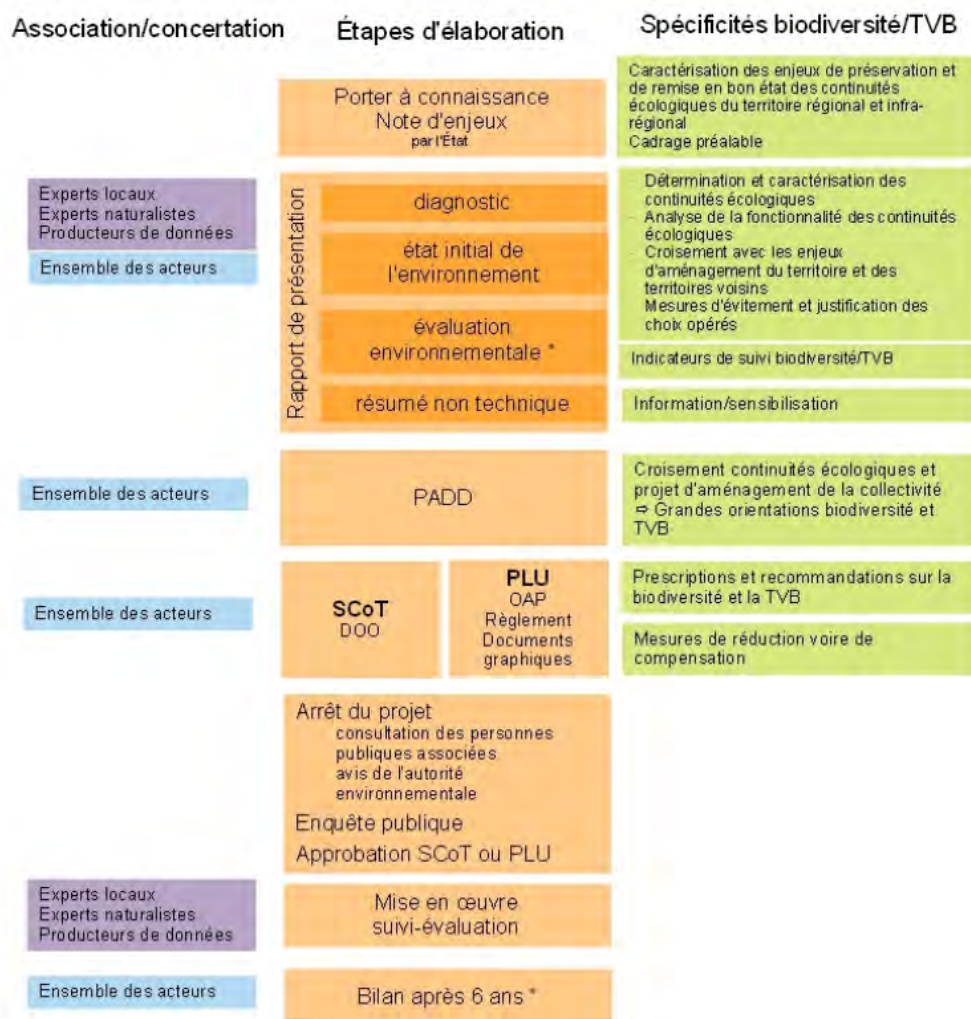 Association/concertation
Étapes d'élaboration
Spécificités biodiversité/TVB
Porter à connaissance
Note d'enjeux
par l'État
Caractérisation des enjeux de préservation et
de remise en bon état des continuités
écologiques du territoire régional et infra-
régional
Cadrage préalable
Experts locaux
Experts naturalistes
Producteurs de données
Ensemble des acteurs
Rapport de présentation
diagnostic
état initial de
l'environnement
évaluation
environnementale *
résumé non technique
Détermination et caractérisation des
continuités écologiques
- Analyse de la fonctionnalité des continuités
écologiques
- Croisement avec les enjeux
d'aménagement du territoire et des
territoires voisins
Mesures d'évitement et justification des
choix opérés
Indicateurs de suivi biodiversité/TVB
Information/sensibilisation
Ensemble des acteurs
PADD
Croisement continuités écologiques et
projet d'aménagement de la collectivité
⇨ Grandes orientations biodiversité et
TVB
Ensemble des acteurs
SCoT
DOO
PLU
OAP
Règlement
Documents
graphiques
Prescriptions et recommandations sur la
biodiversité et la TVB
Mesures de réduction voire de
compensation
Arrêt du projet
consultation des personnes
publiques associées
avis de l'autorité
environnementale
Enquête publique
Approbation SCoT ou PLU
Experts locaux
Experts naturalistes
Producteurs de données
Mise en œuvre
suivi-évaluation
Ensemble des acteurs
Bilan après 6 ans *